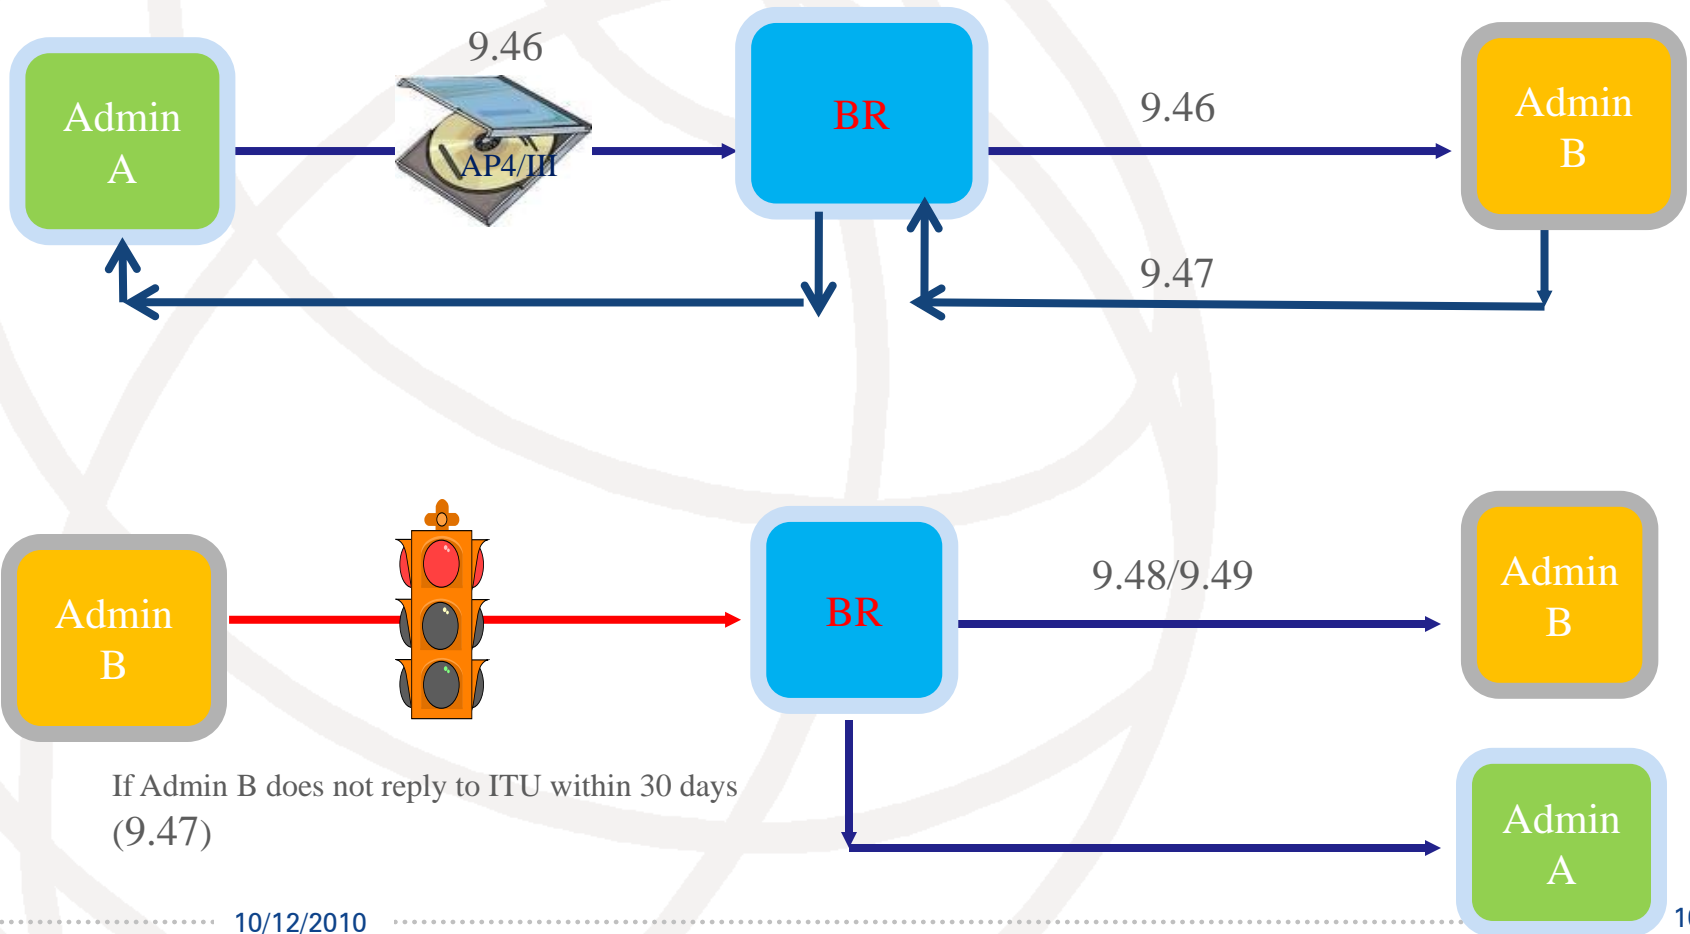 9.46
Admin
A
AP4/III
BR
9.46
Admin
B
9.47
Admin
B
BR
9.48/9.49
Admin
B
If Admin B does not reply to ITU within 30 days
(9.47)
Admin
A
10/12/2010